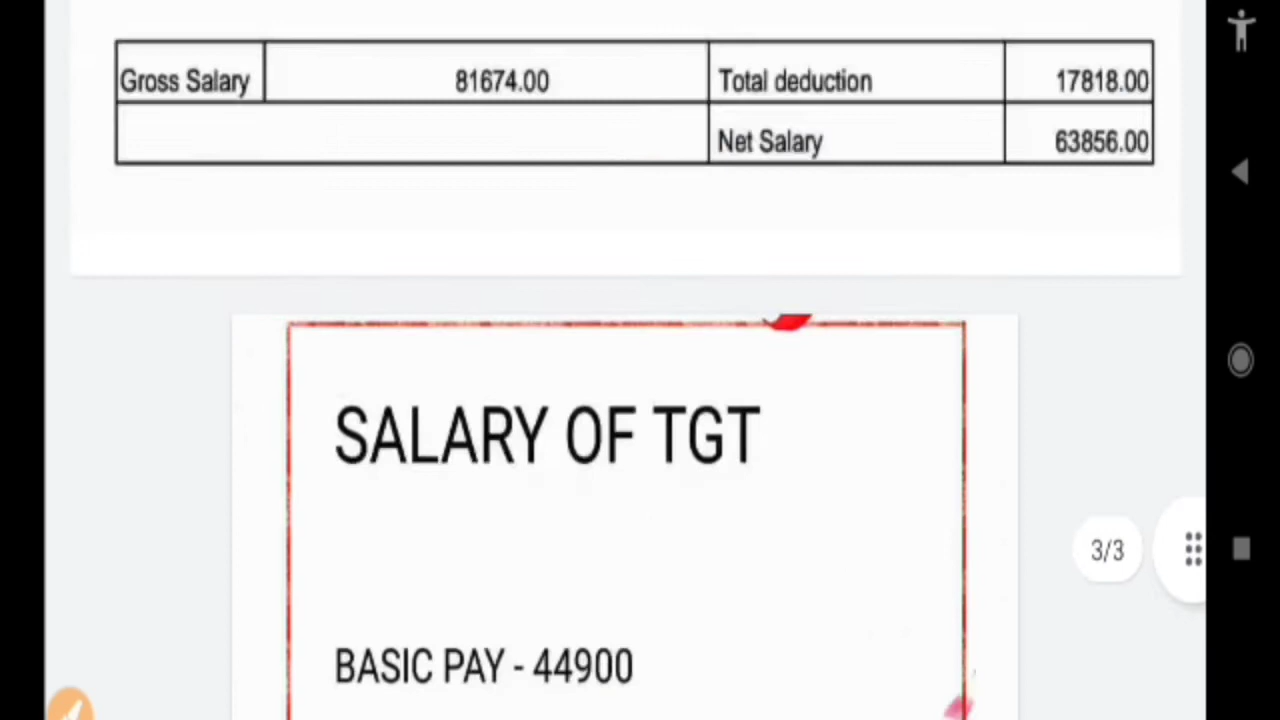 Gross Salary 81674.00 Total deduction 17818.00
Net Salary 63856.00
SALARY OF TGT
3/3
BASIC PAY - 44900